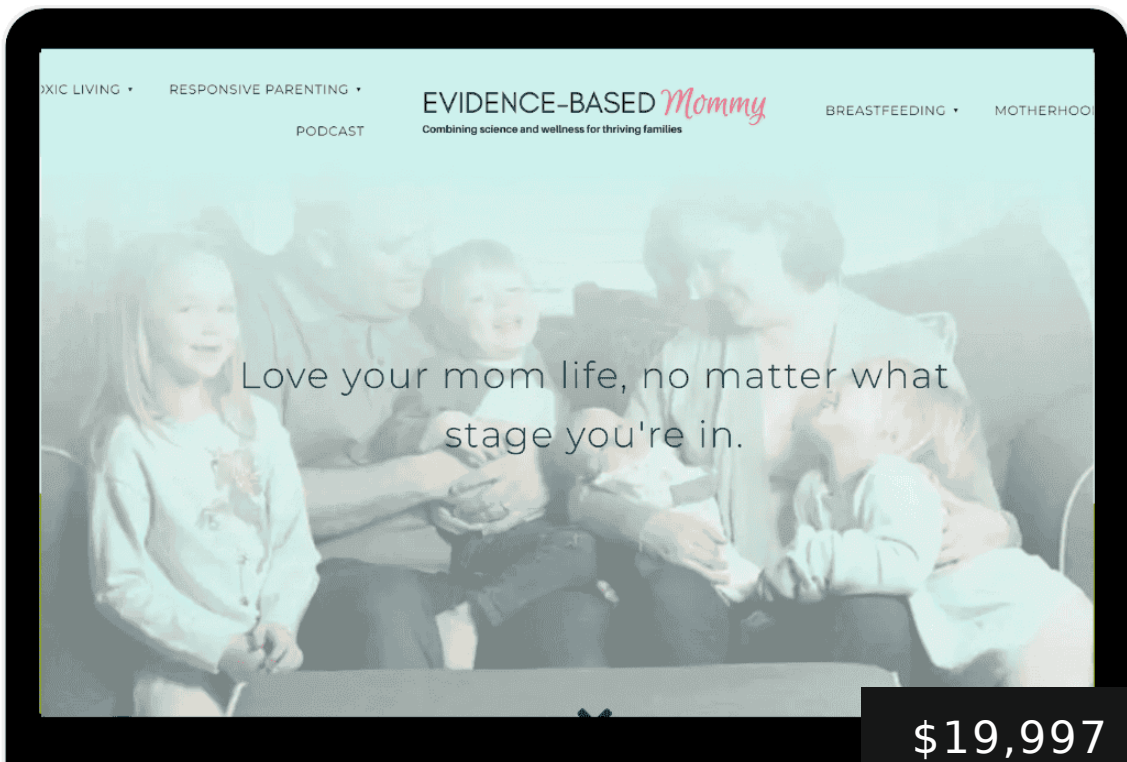 OXIC LIVING ▾ RESPONSIVE PARENTING ▾
PODCAST
EVIDENCE-BASED Mommy
Combining science and wellness for thriving families
BREASTFEEDING ▾ MOTHERHOO
Love your mom life, no matter what
stage you're in.
$19,997